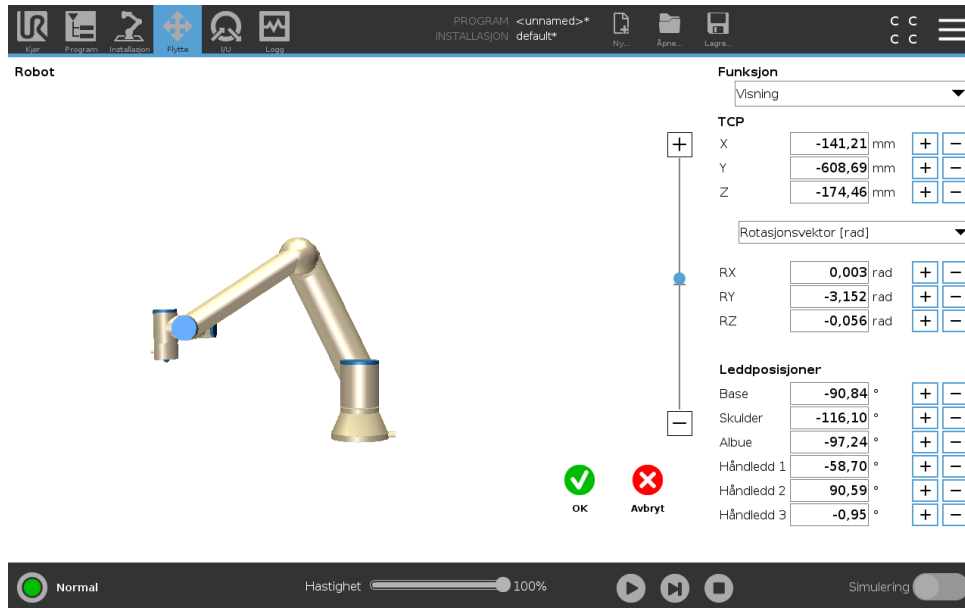 UR
PROGRAM <unnamed>*
INSTALLASJON default*
C C
C C
Kjør Program Installasjon Flytte I/U Logg Ny... Åpne... Lagre...
Robot
Funksjon
Visning
TCP
X -141,21 mm + −
Y -608,69 mm + −
Z -174,46 mm + −
Rotasjonsvektor [rad]
RX 0,003 rad + −
RY -3,152 rad + −
RZ -0,056 rad + −
Leddposisjoner
Base -90,84 ° + −
Skulder -116,10 ° + −
Albue -97,24 ° + −
Håndledd 1 -58,70 ° + −
Håndledd 2 90,59 ° + −
Håndledd 3 -0,95 ° + −
OK Avbryt
Normal Hastighet 100% Simulering